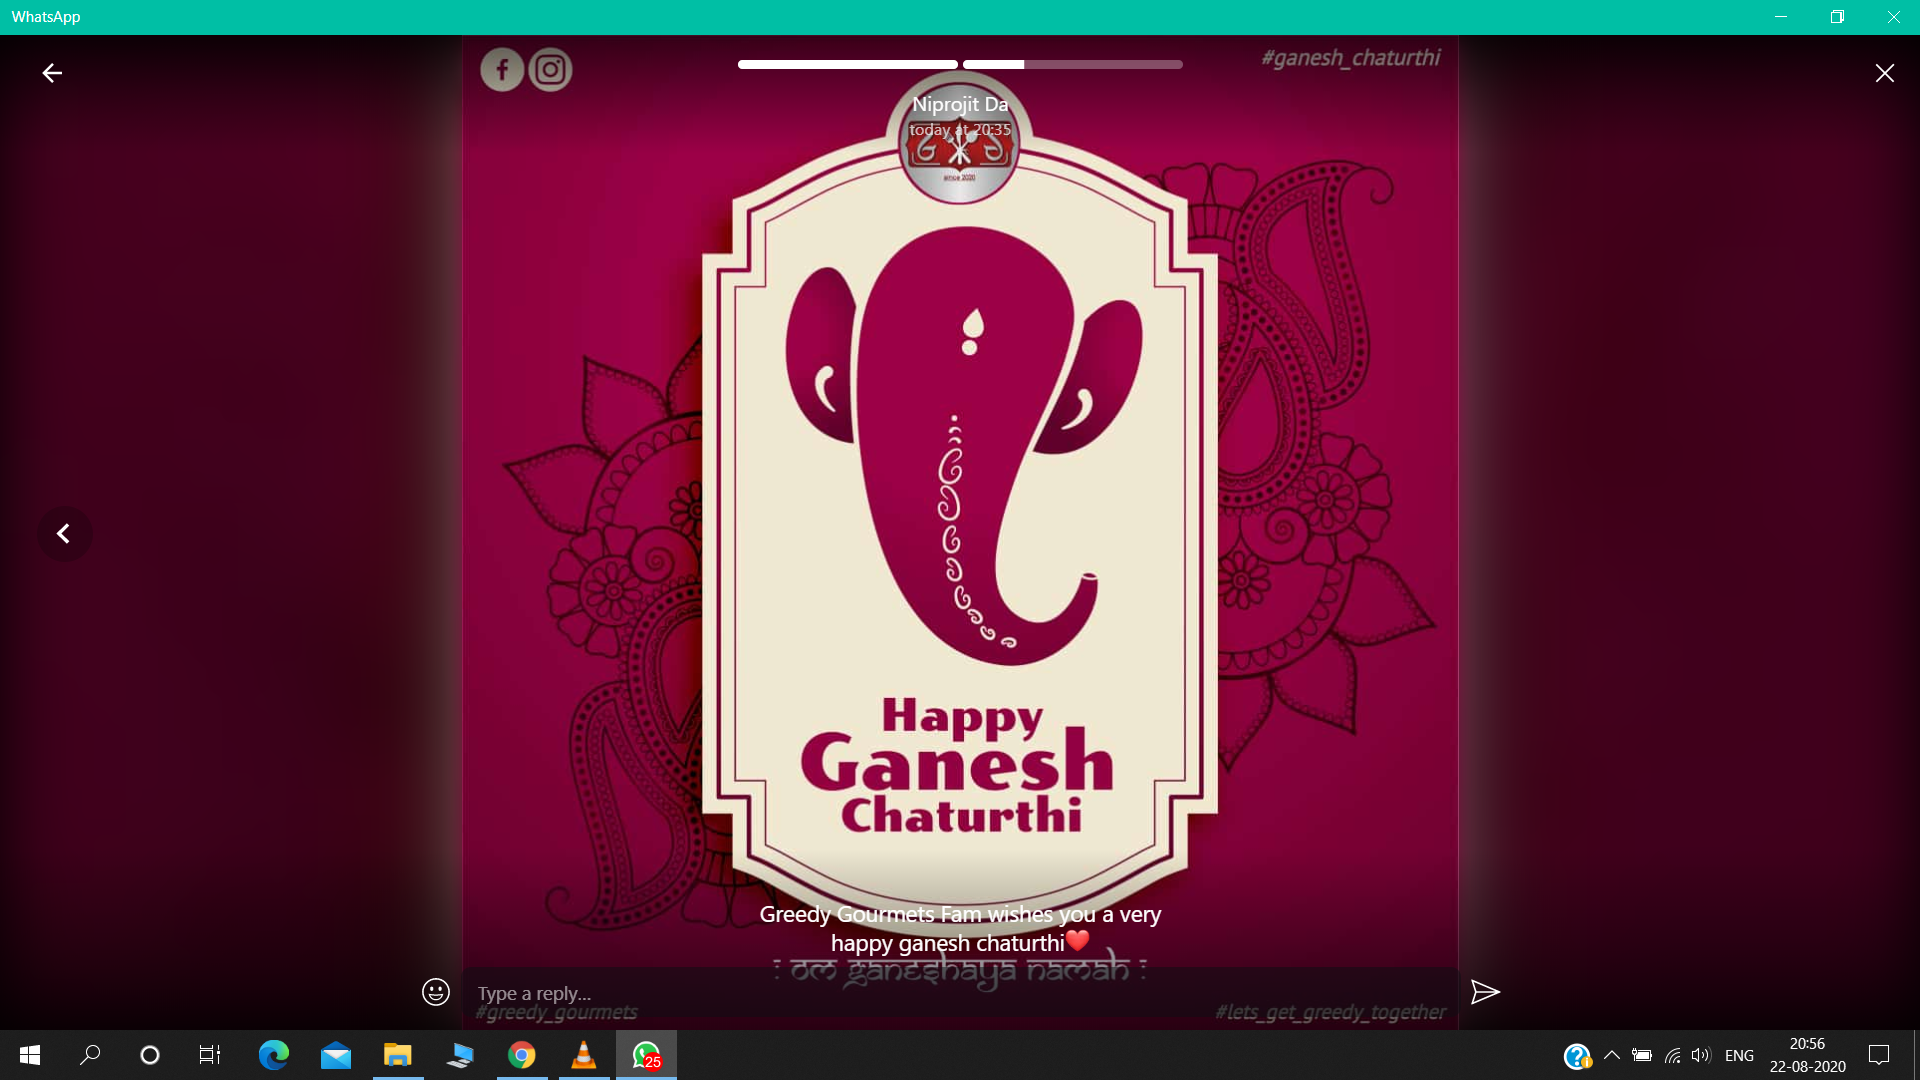 WhatsApp
#ganesh_chaturthi
Niprojit Da
today at 20:35
since 2020
Happy
Ganesh
Chaturthi
Greedy Gourmets Fam wishes you a very
happy ganesh chaturthi❤️
: om ganeshaya namah :
Type a reply...
#greedy_gourmets
#lets_get_greedy_together
25
ENG
20:56
22-08-2020